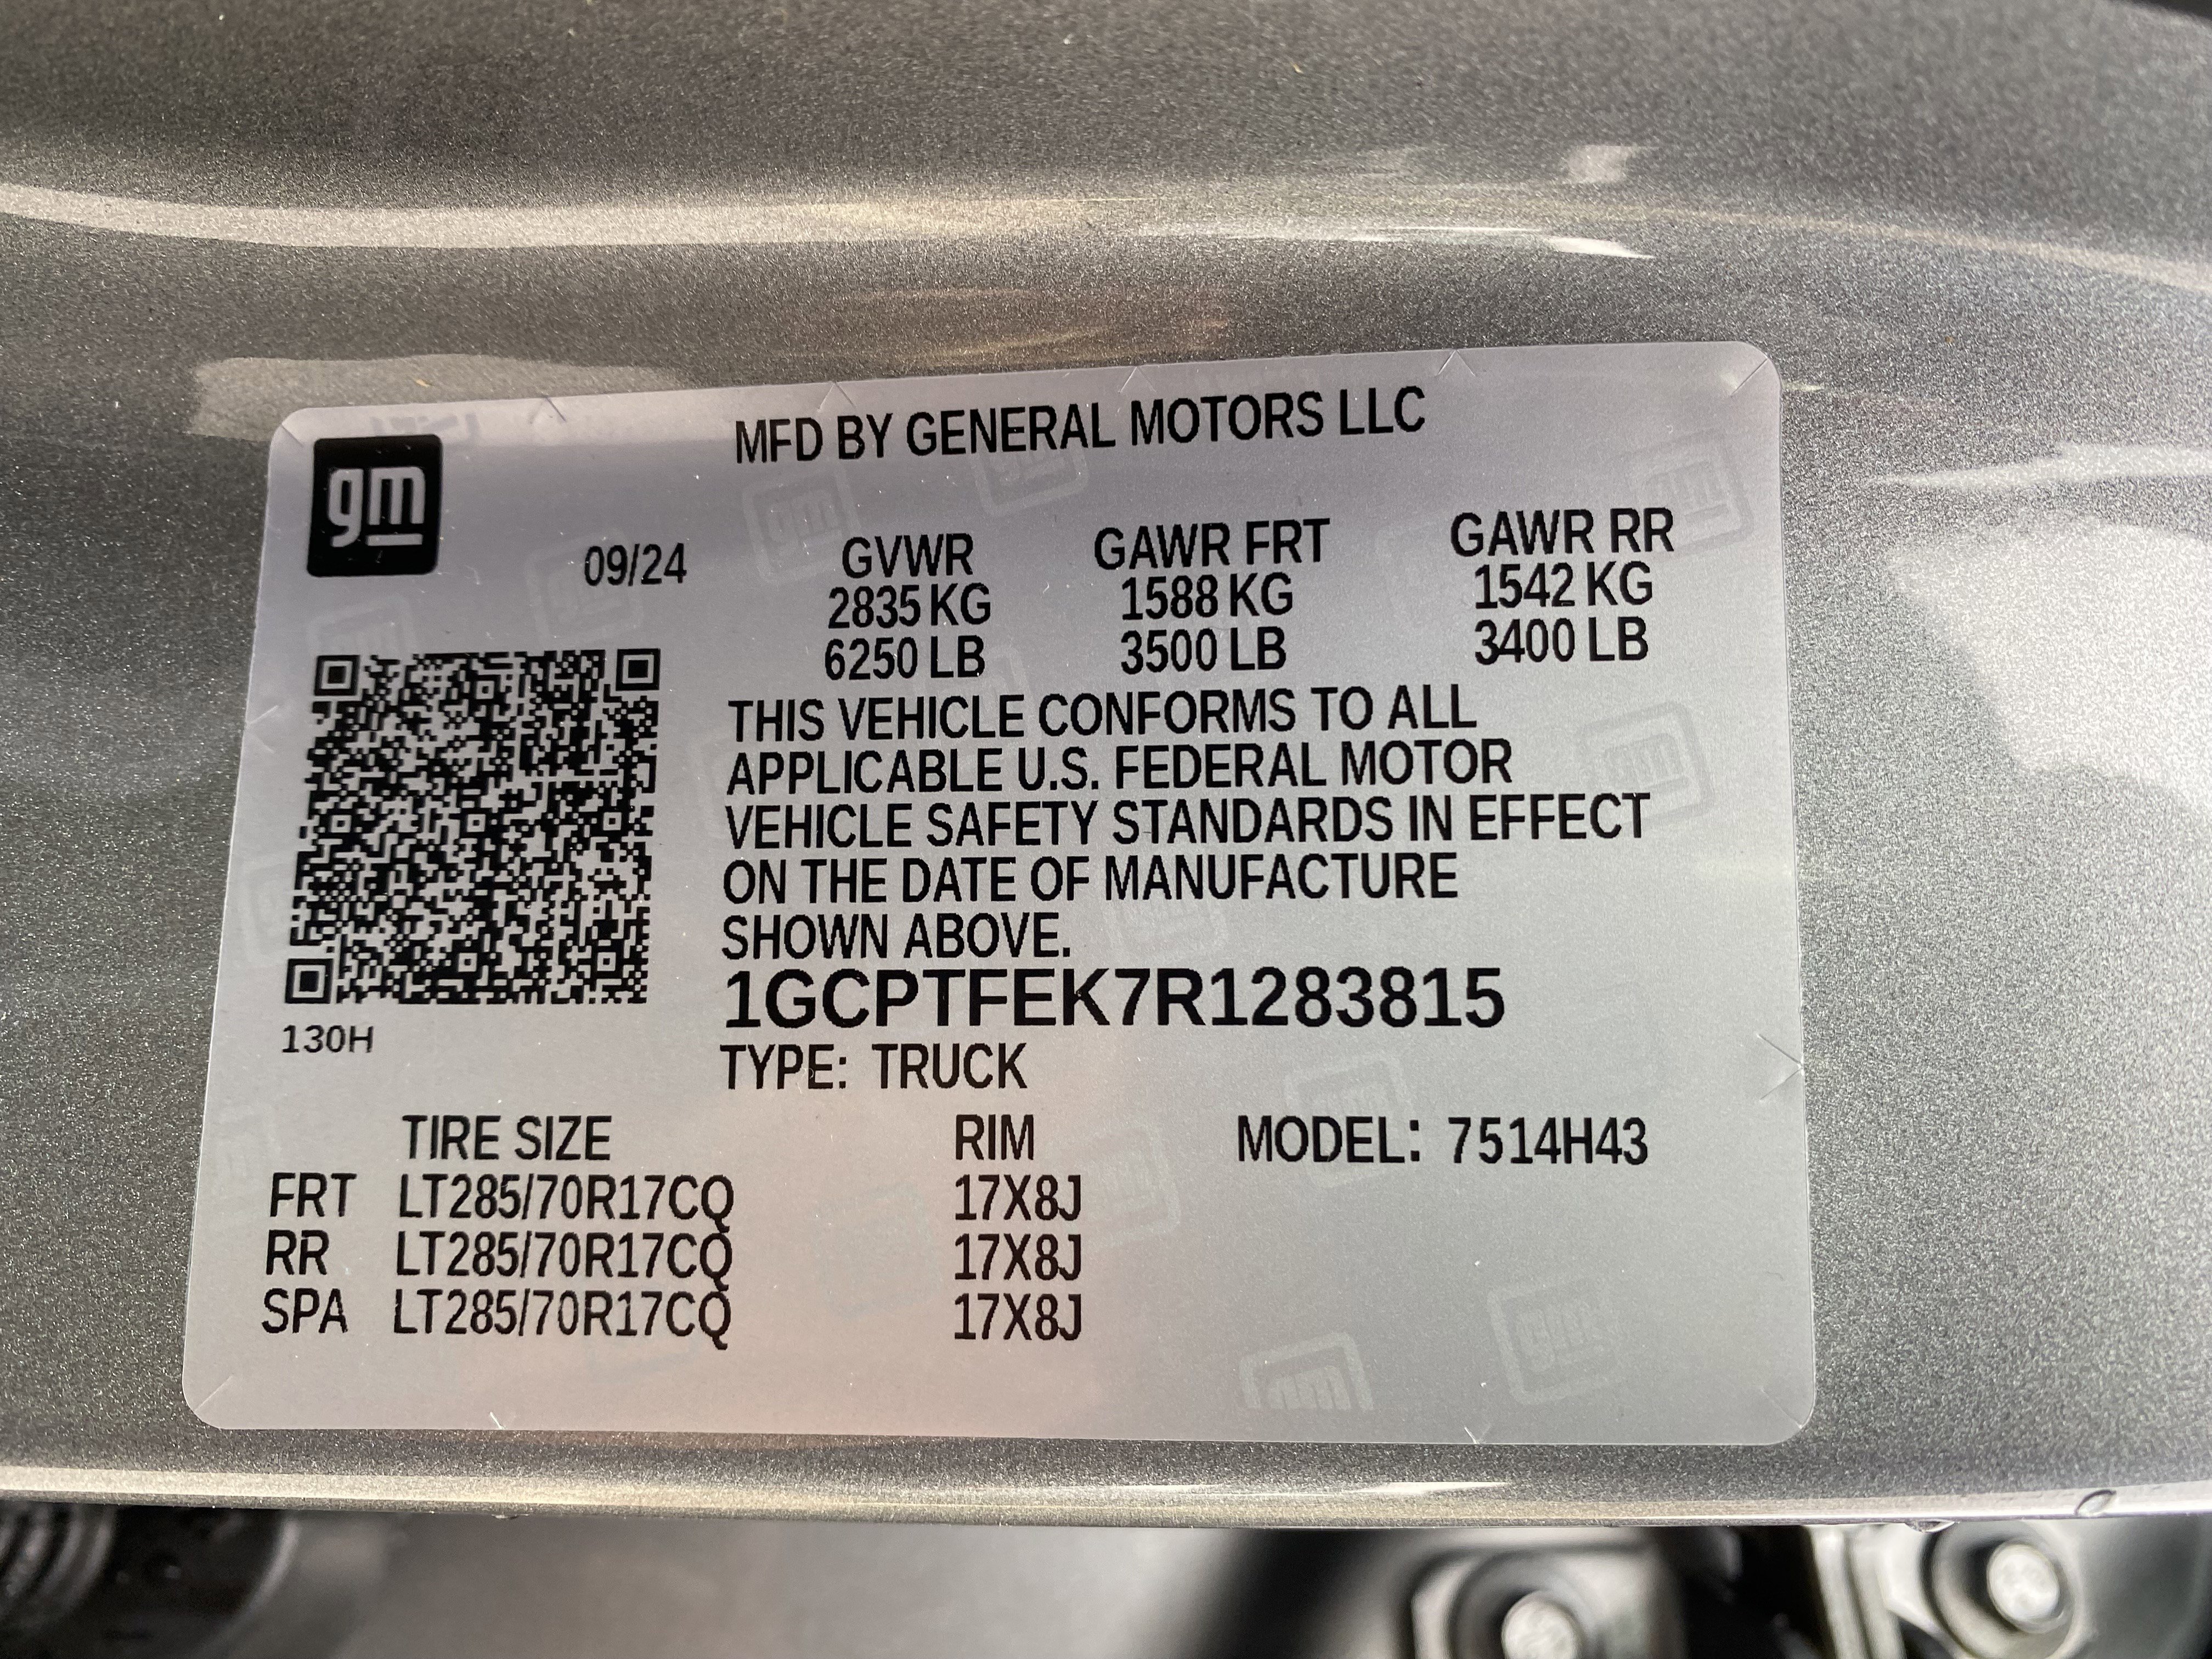 MFD BY GENERAL MOTORS LLC
gm
09/24
GVWR GAWR FRT GAWR RR
2835 KG 1588 KG 1542 KG
6250 LB 3500 LB 3400 LB
THIS VEHICLE CONFORMS TO ALL
APPLICABLE U.S. FEDERAL MOTOR
VEHICLE SAFETY STANDARDS IN EFFECT
ON THE DATE OF MANUFACTURE
SHOWN ABOVE.
1GCPTFEK7R1283815
130H
TYPE: TRUCK
TIRE SIZE RIM MODEL: 7514H43
FRT LT285/70R17CQ 17X8J
RR LT285/70R17CQ 17X8J
SPA LT285/70R17CQ 17X8J